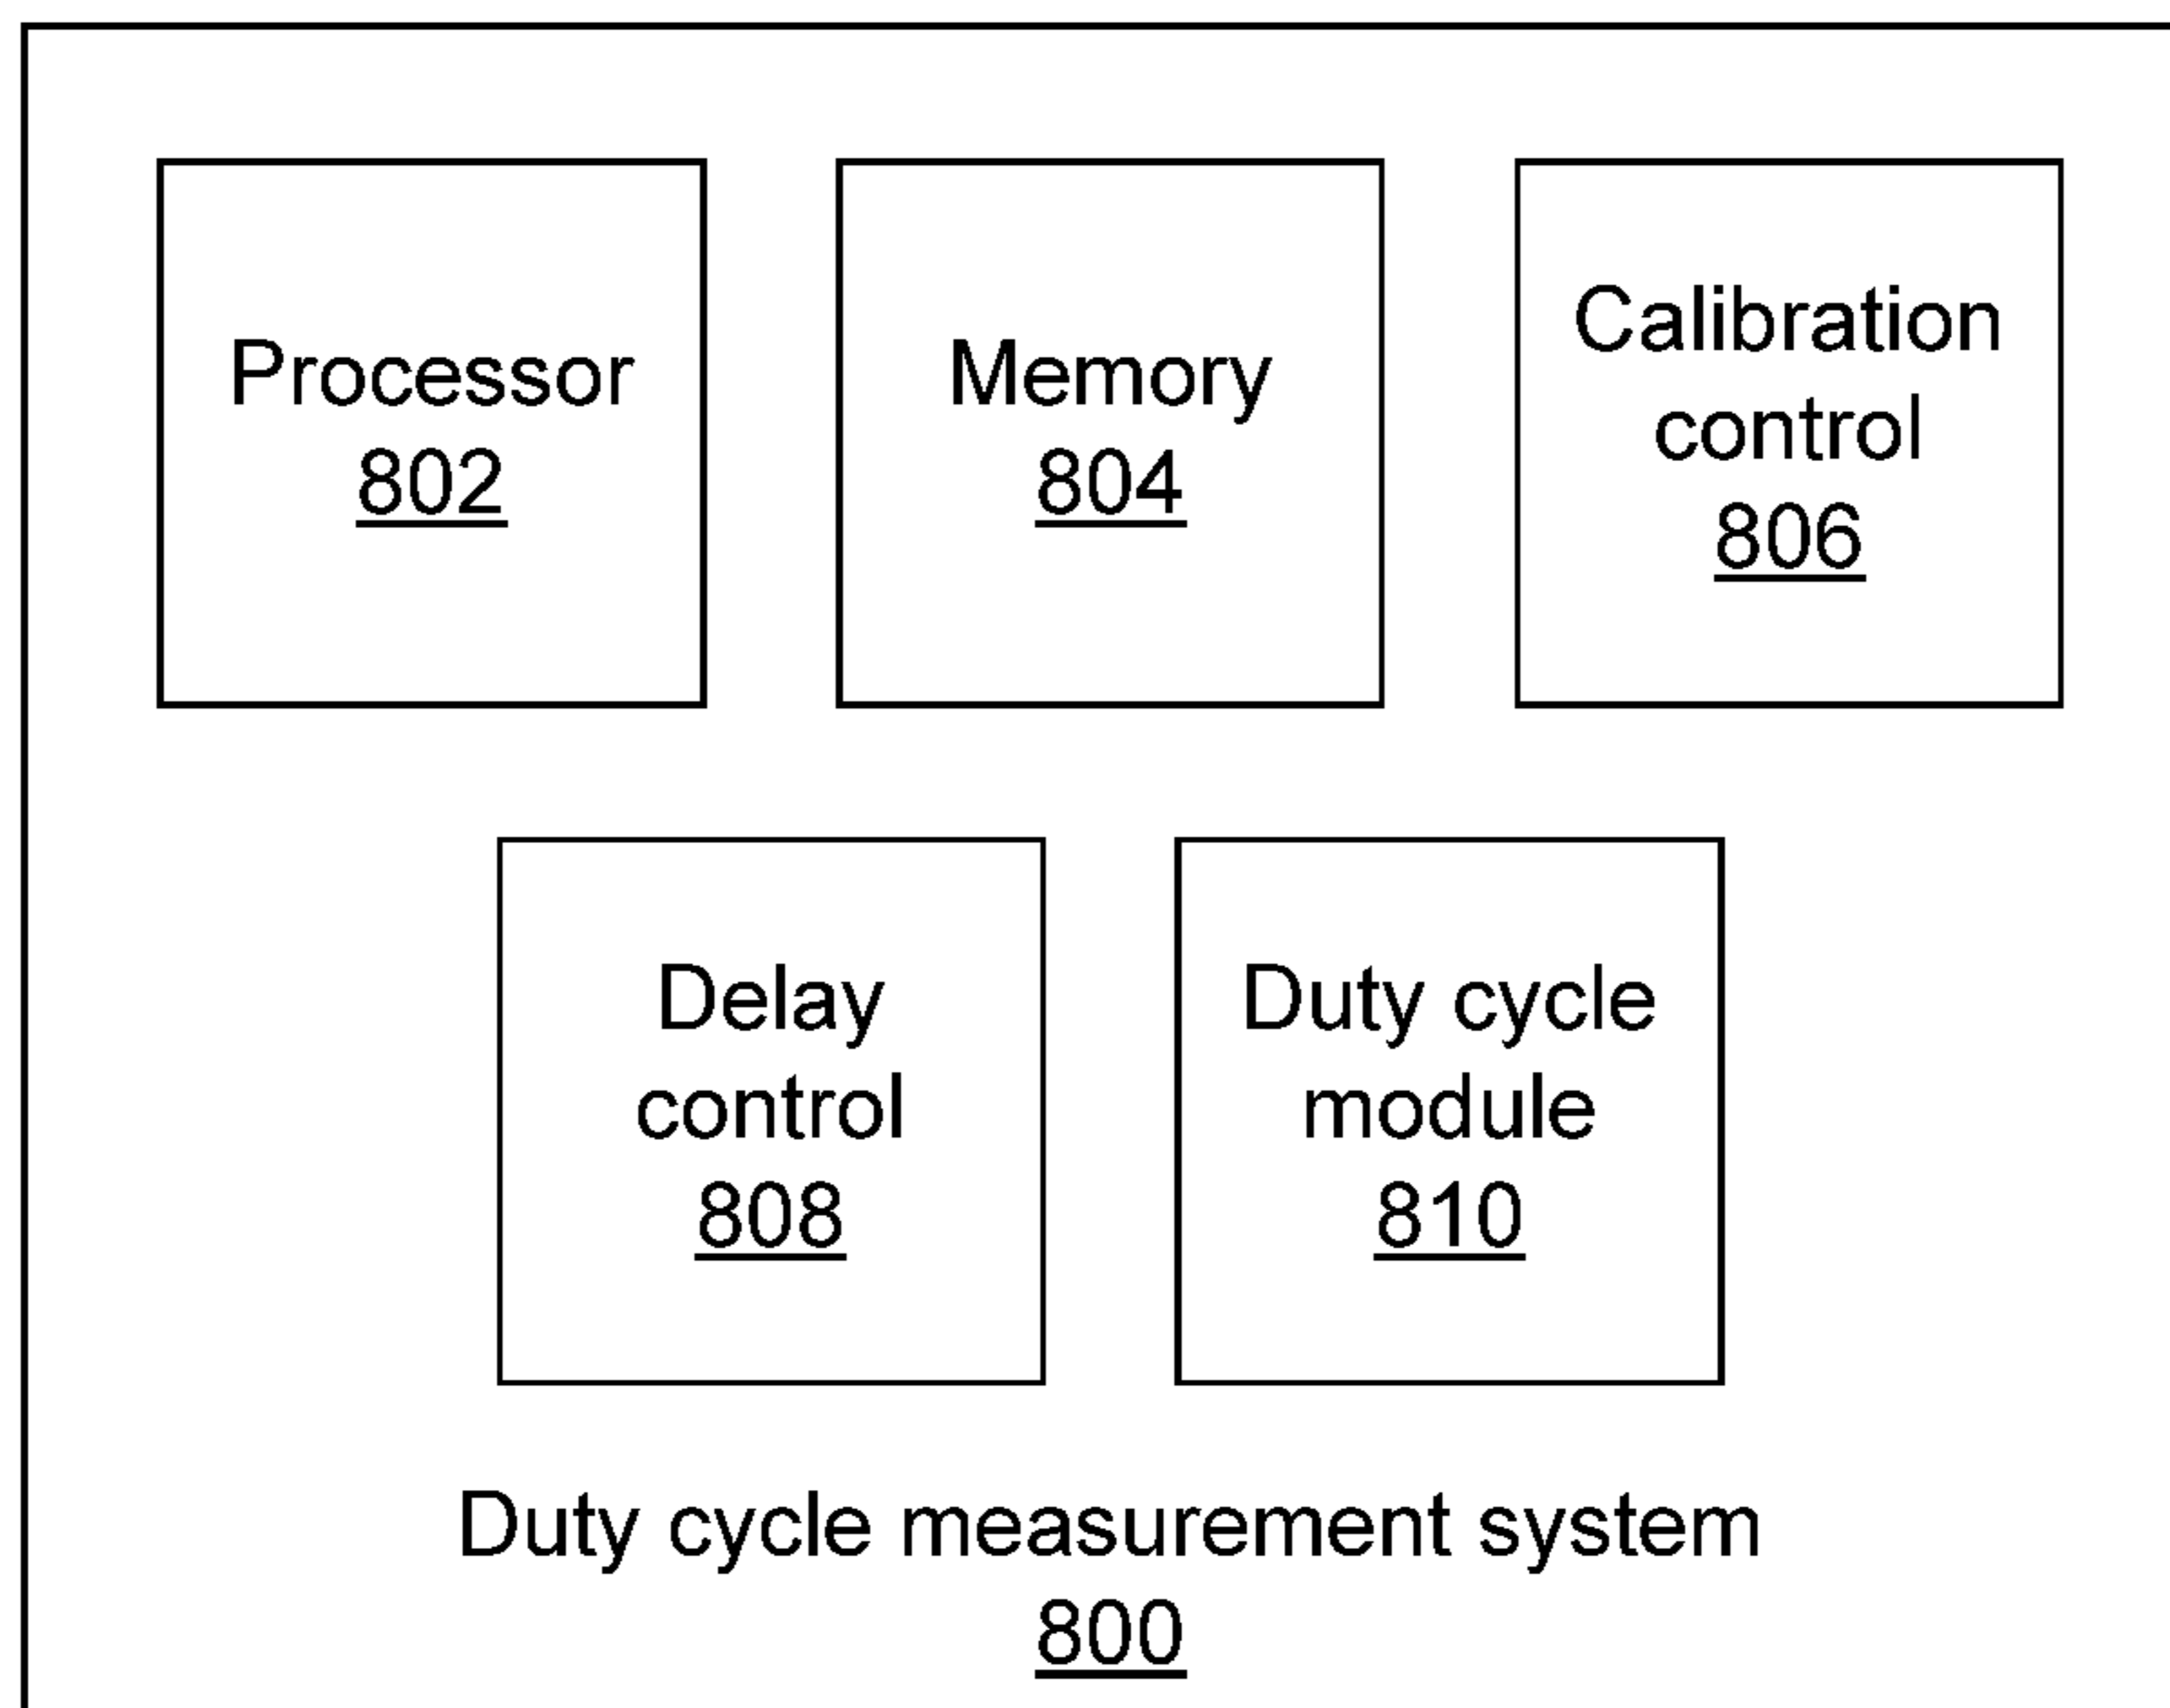 Processor
802
Memory
804
Calibration
control
806
Delay
control
808
Duty cycle
module
810
Duty cycle measurement system
800